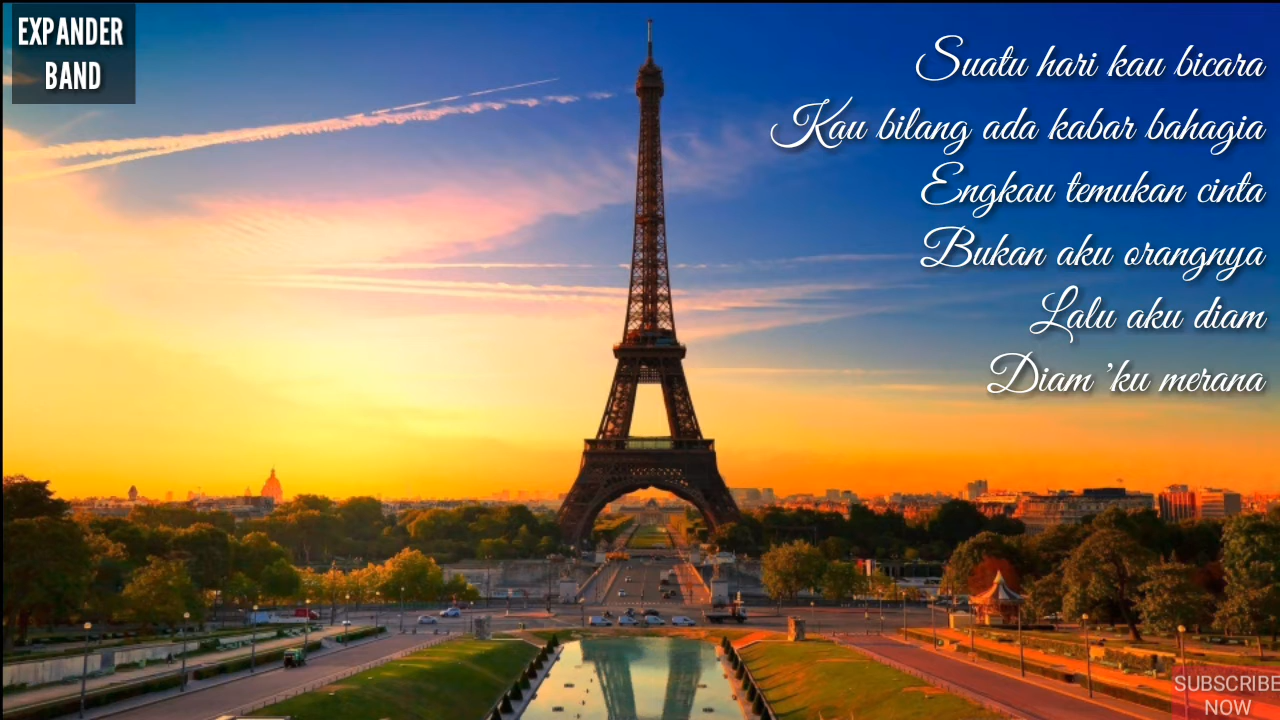 EXPANDER
BAND
Suatu hari kau bicara
Kau bilang ada kabar bahagia
Engkau temukan cinta
Bukan aku orangnya
Lalu aku diam
Diam 'ku merana
SUBSCRIBE
NOW